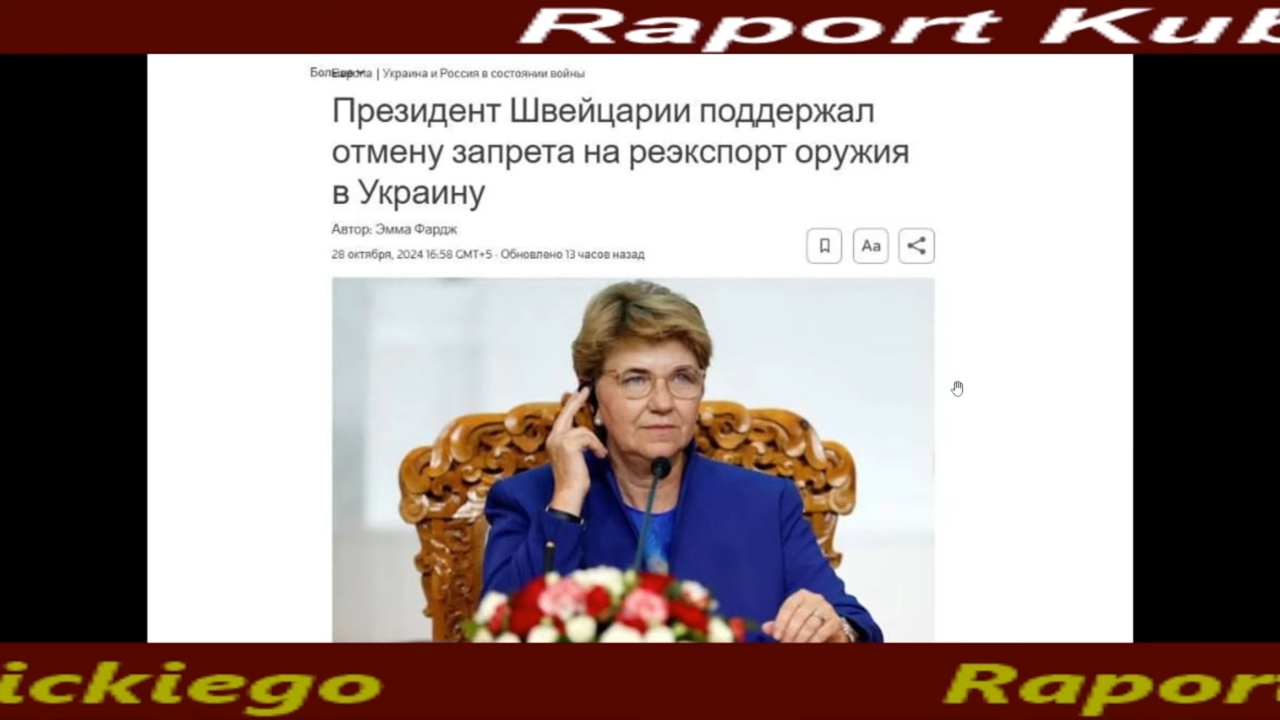 Raport Kub
Европа | Украина и Россия в состоянии войны
Президент Швейцарии поддержал
отмену запрета на реэкспорт оружия
в Украину
Автор: Эмма Фардж
28 октября, 2024 16:58 GMT+5 · Обновлено 13 часов назад
Aa
ickiego
Raport